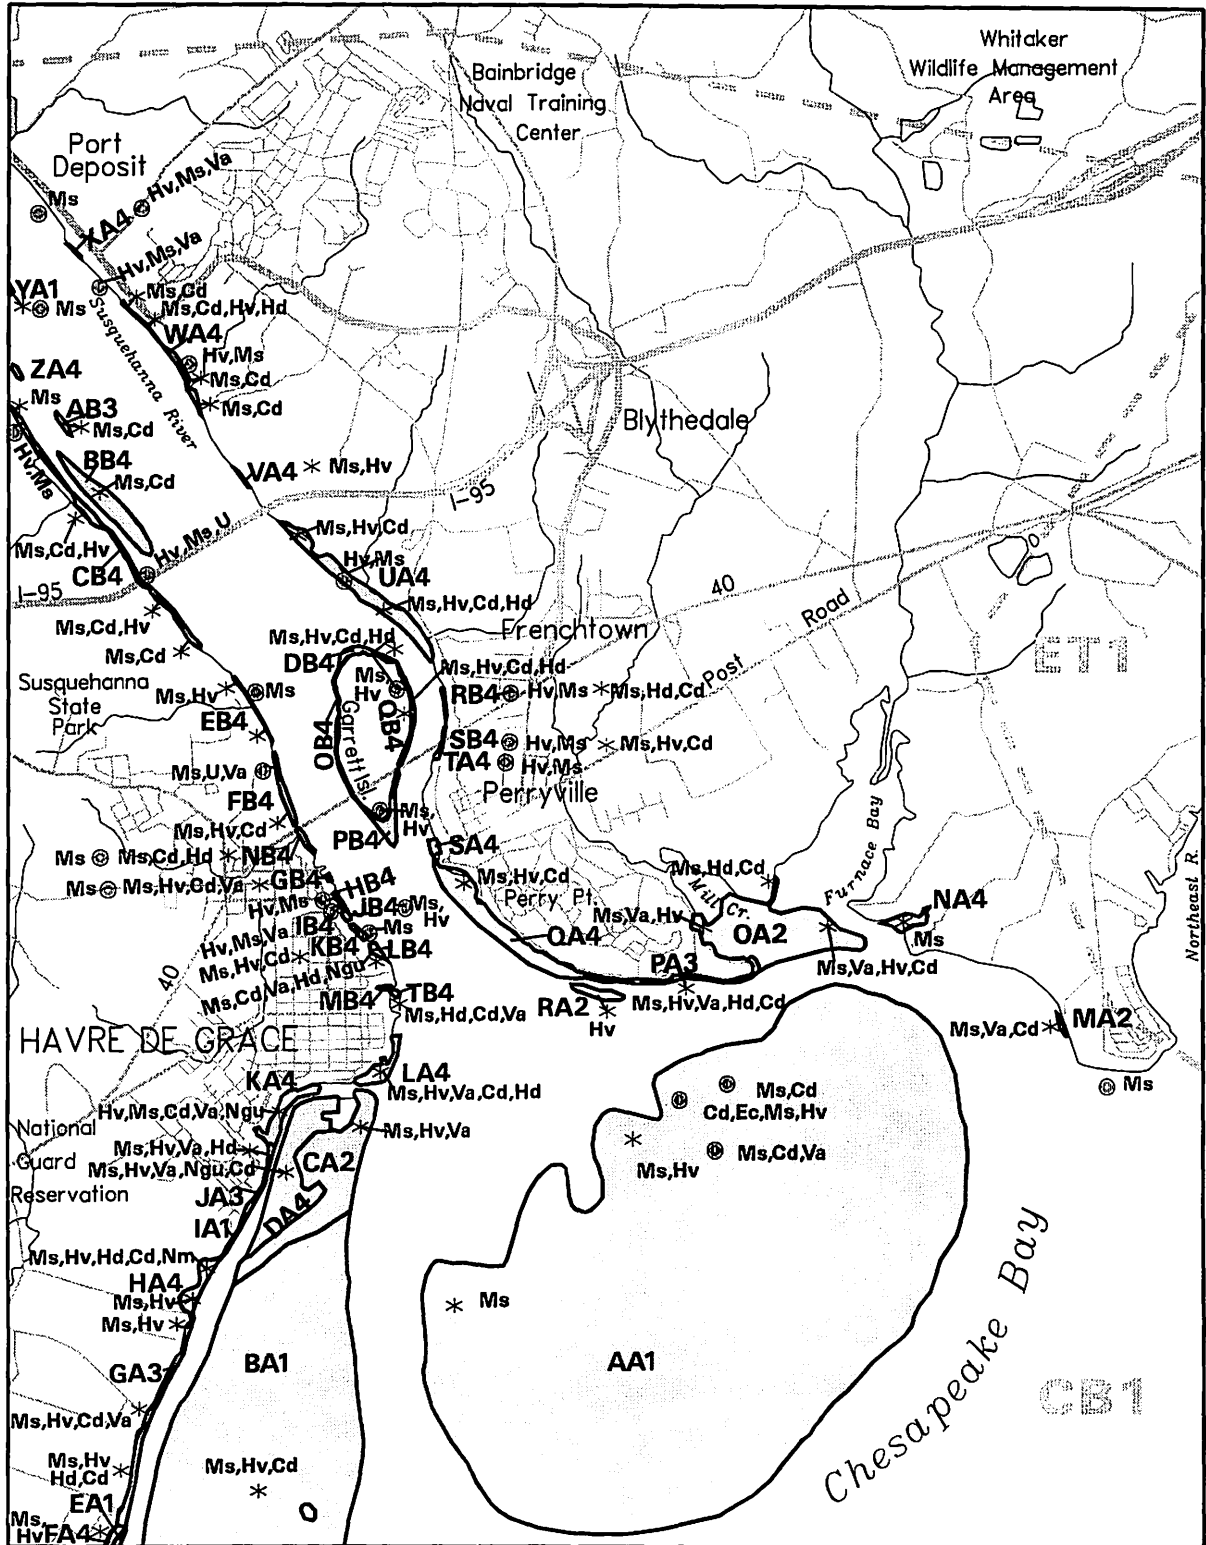 Whitaker
Wildlife Management
Area
Bainbridge
Naval Training
Center
Port
Deposit
Hv,Ms,Va
Ms
XA4
Hv,Ms,Va
YA1
Ms
Ms,Cd
Ms,Cd,Hv,Hd
Susquehanna River
WA4
Hv,Ms
ZA4
Ms,Cd
Ms
AB3
Ms,Cd
Ms,Cd
Blythedale
Hv,Ms
BB4
Ms,Cd
VA4
Ms,Hv
I-95
Ms,Hv,Cd
Hv,Ms,U
Ms,Cd,Hv
CB4
Hv,Ms
UA4
I-95
40
Ms,Hv,Cd,Hd
Post Road
Ms,Cd,Hv
Frenchtown
Ms,Hv,Cd,Hd
Ms,Cd
DB4
ET1
Ms,Hv,Cd,Hd
Susquehanna
State
Park
Ms,Hv
Ms
Ms,
Hv
RB4
Hv,Ms
Ms,Hd,Cd
EB4
OB4
Garrett Isl.
QB4
SB4
Hv,Ms
Ms,Hv,Cd
TA4
Hv,Ms
Ms,U,Va
Perryville
FB4
Ms,Hv,Cd
Ms,
Hv
PB4
SA4
Furnace Bay
Northeast R.
Ms
Ms,Cd,Hd
NB4
Ms
Ms,Hv,Cd,Va
GB4
HB4
Ms,Hv,Cd
Perry Pt.
Ms,Hd,Cd
Mill Cr.
NA4
Hv,Ms
JB4
Ms,
Hv
Ms,Va,Hv
OA2
Ms
Hv,Ms,Va
IB4
Ms
QA4
KB4
LB4
Ms,Hv,Cd
PA3
Ms,Va,Hv,Cd
Ms,Cd,Va,Hd,Ngu
40
MB4
TB4
Ms,Hd,Cd,Va
RA2
Hv
Ms,Hv,Va,Hd,Cd
Ms,Va,Cd
MA2
HAVRE DE GRACE
KA4
LA4
Ms,Hv,Va,Cd,Hd
Ms
Ms,Cd
Cd,Ec,Ms,Hv
Hv,Ms,Cd,Va,Ngu
National
Guard
Reservation
Ms,Hv,Va
Ms,Hv,Va,Hd
Ms,Hv
Ms,Cd,Va
Ms,Hv,Va,Ngu,Cd
CA2
JA3
IA1
DA4
Ms,Hv,Hd,Cd,Nm
HA4
Ms,Hv
Ms
Ms,Hv
GA3
BA1
AA1
Chesapeake Bay
CB1
Ms,Hv,Cd,Va
Ms,Hv
Hd,Cd
Ms,Hv,Cd
EA1
Ms,
Hv
FA4